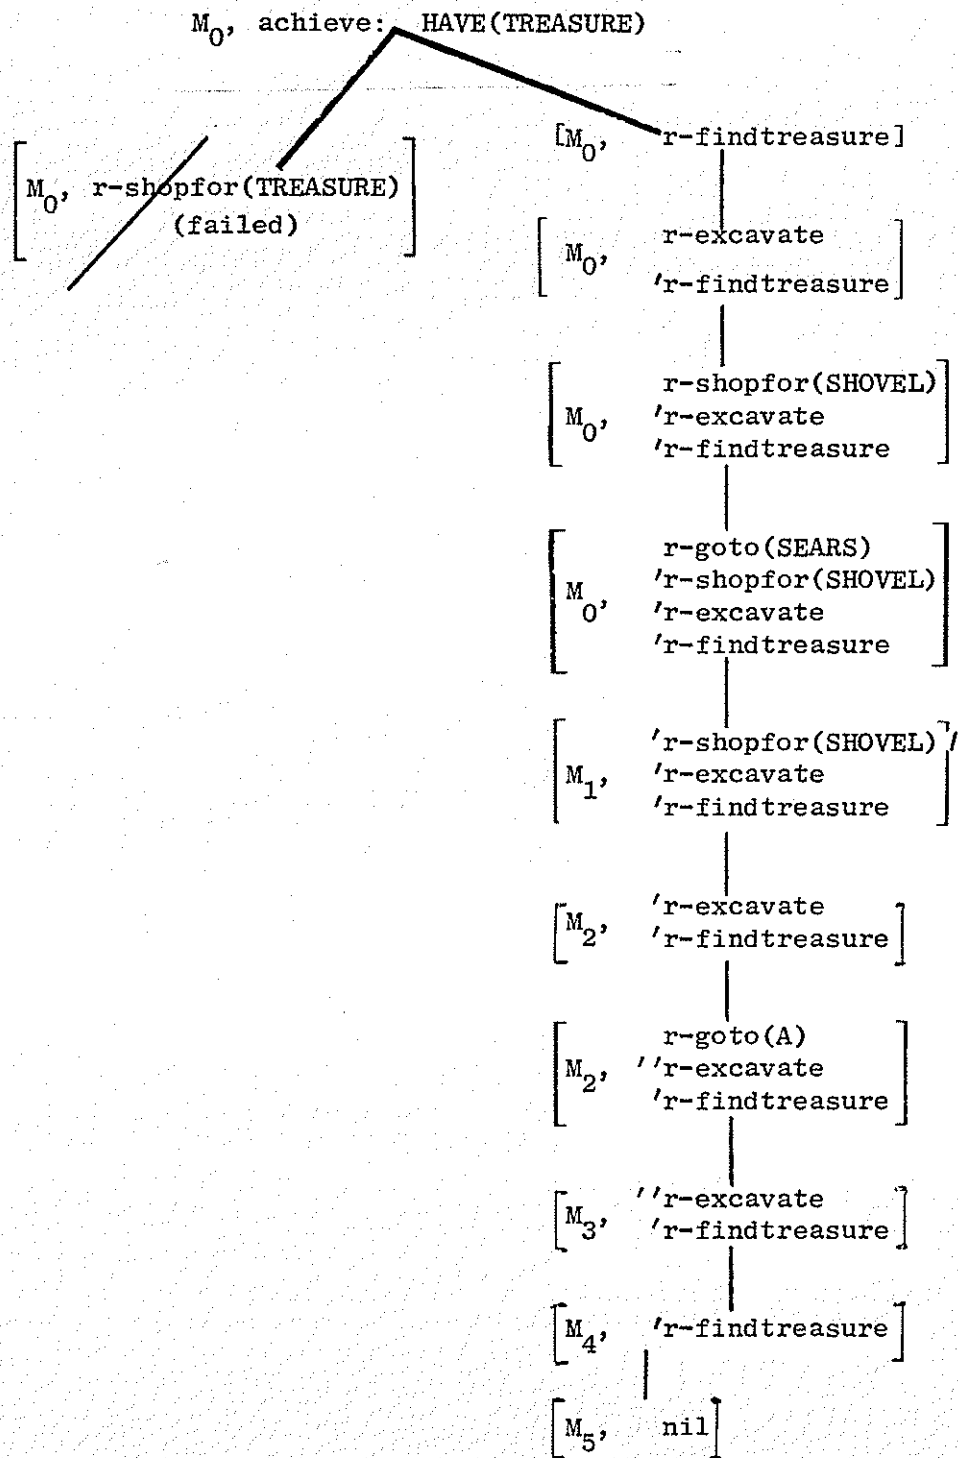 M0, achieve: HAVE(TREASURE)
[M0, r-findtreasure]
M0, r-shopfor(TREASURE)
(failed)
r-excavate
M0,
'r-findtreasure
r-shopfor(SHOVEL)
M0, 'r-excavate
'r-findtreasure
r-goto(SEARS)
'r-shopfor(SHOVEL)
M0, 'r-excavate
'r-findtreasure
'r-shopfor(SHOVEL)
M1, 'r-excavate
'r-findtreasure
'r-excavate
[M2, 'r-findtreasure]
r-goto(A)
M2, ''r-excavate
'r-findtreasure
''r-excavate
[M3, 'r-findtreasure]
[M4, 'r-findtreasure]
[M5, nil]